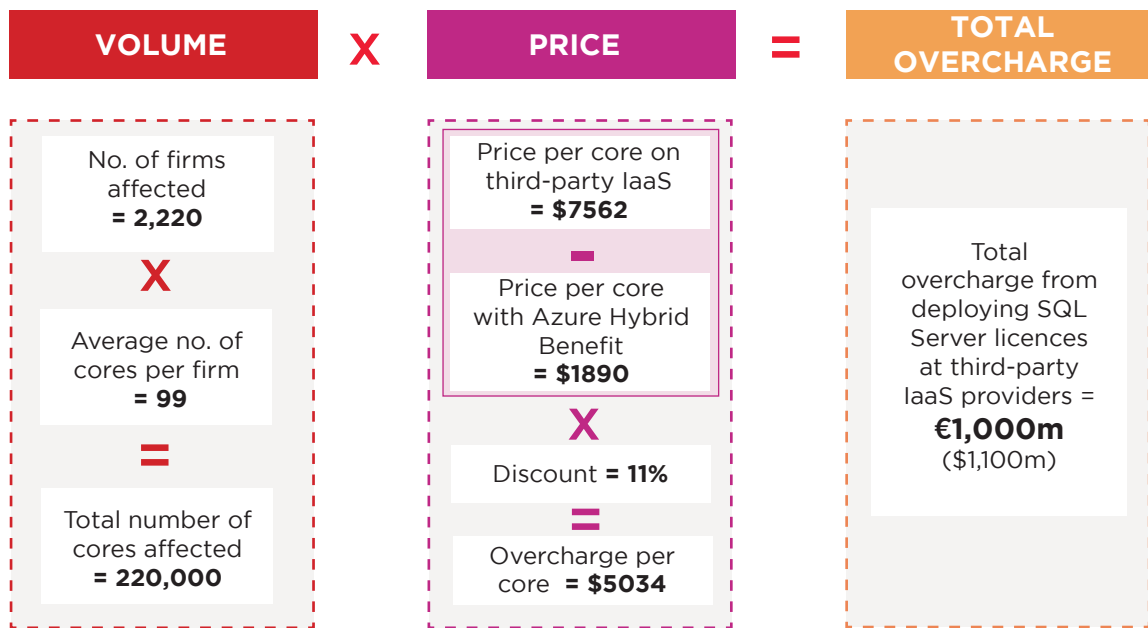 VOLUME
X
PRICE
=
TOTAL
OVERCHARGE
No. of firms
affected
= 2,220
X
Average no. of
cores per firm
= 99
=
Total number of
cores affected
= 220,000
Price per core on
third-party IaaS
= $7562
-
Price per core
with Azure Hybrid
Benefit
= $1890
X
Discount = 11%
=
Overcharge per
core = $5034
Total
overcharge from
deploying SQL
Server licences
at third-party
IaaS providers =
€1,000m
($1,100m)